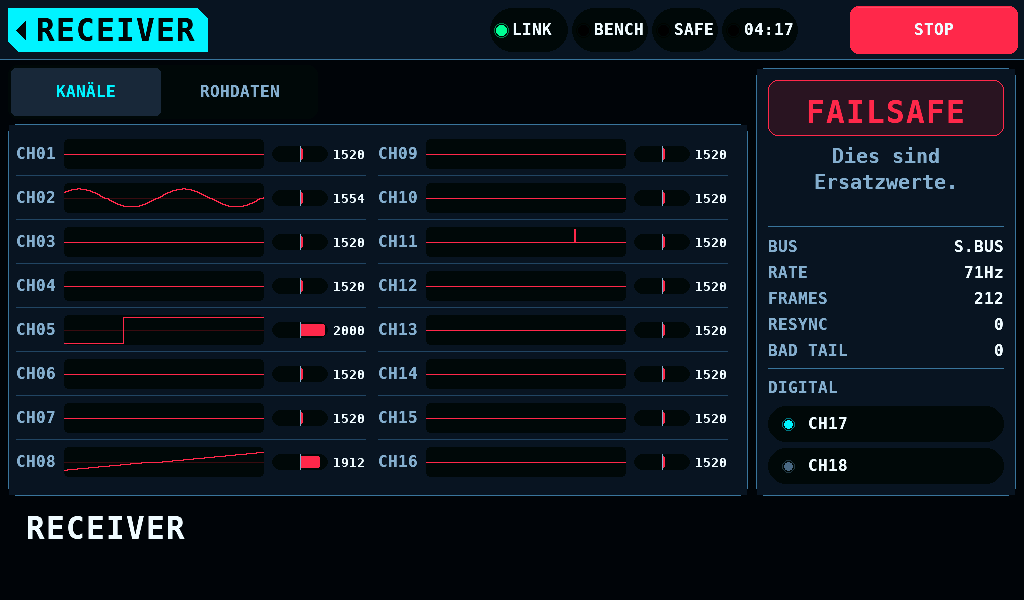 RECEIVER
LINK
BENCH
SAFE
04:17
STOP
KANÄLE
ROHDATEN
CH01 1520
CH02 1554
CH03 1520
CH04 1520
CH05 2000
CH06 1520
CH07 1520
CH08 1912
CH09 1520
CH10 1520
CH11 1520
CH12 1520
CH13 1520
CH14 1520
CH15 1520
CH16 1520
FAILSAFE
Dies sind
Ersatzwerte.
BUS S.BUS
RATE 71Hz
FRAMES 212
RESYNC 0
BAD TAIL 0
DIGITAL
CH17
CH18
RECEIVER